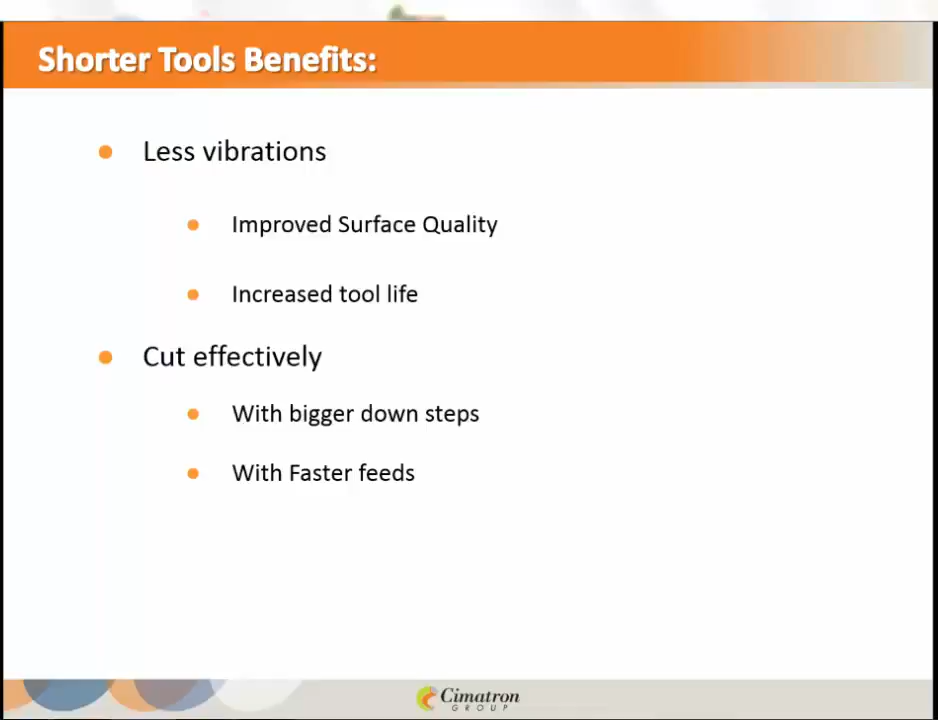 Shorter Tools Benefits:
Less vibrations
Improved Surface Quality
Increased tool life
Cut effectively
With bigger down steps
With Faster feeds
Cimatron
GROUP